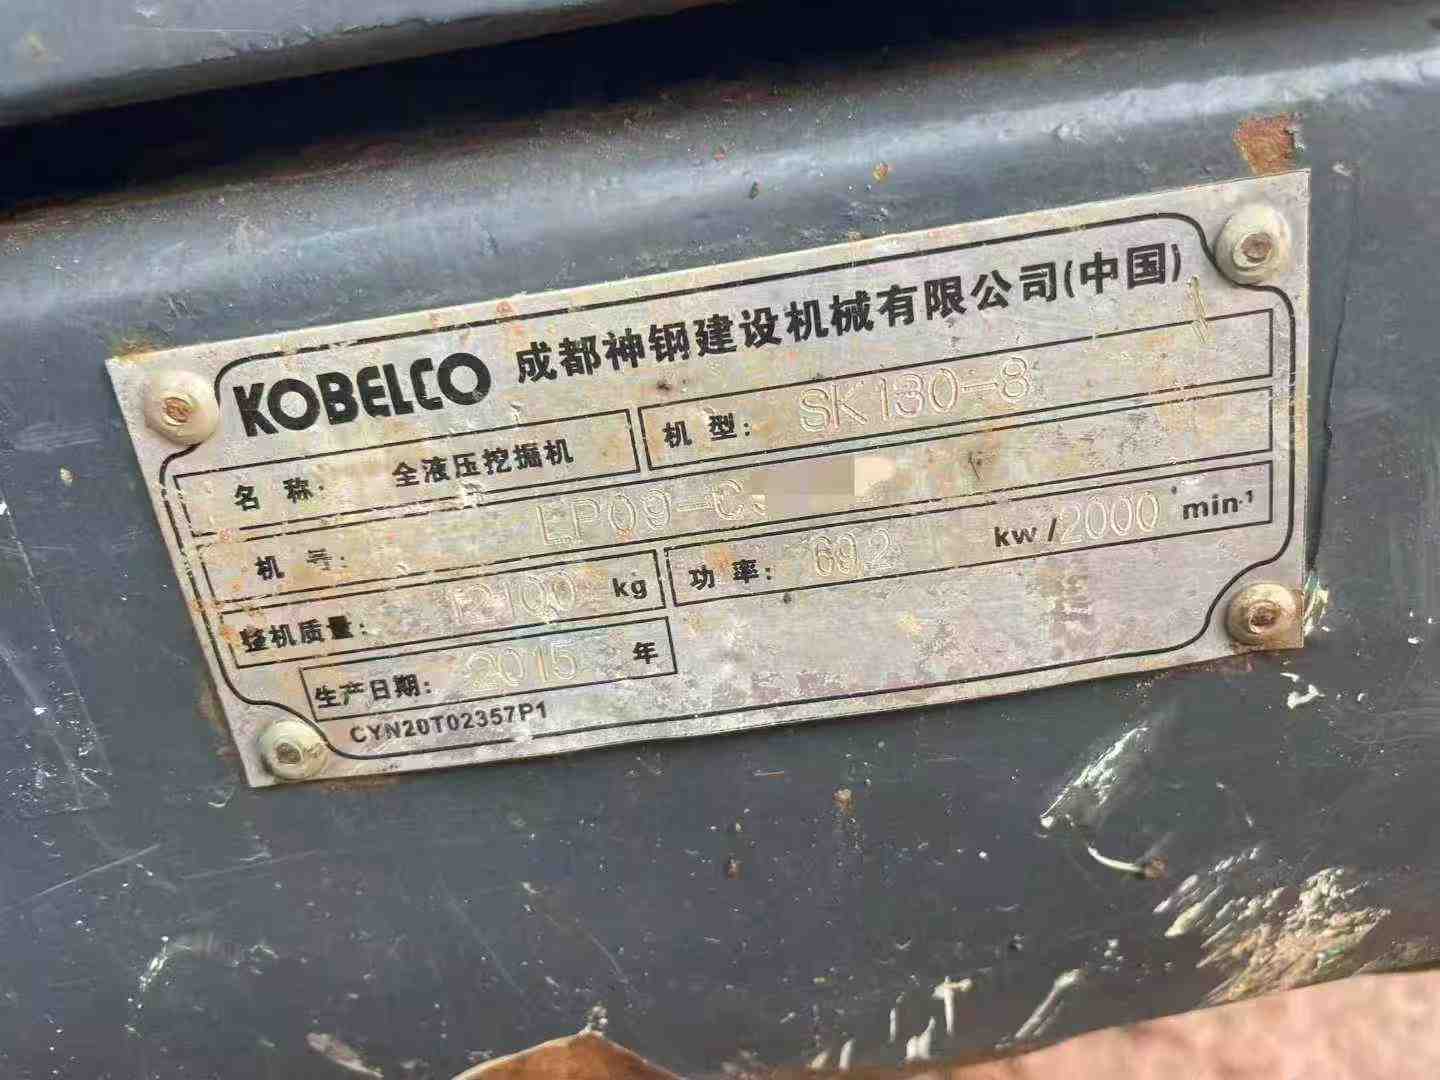 KOBELCO 成都神钢建设机械有限公司(中国)
名 称: 全液压挖掘机 机 型: SK130-8
机 号: LP09-C
整机质量: 12100 kg 功 率: 69.2 kw/2000 min-1
生产日期: 2015 年
CYN20T02357P1